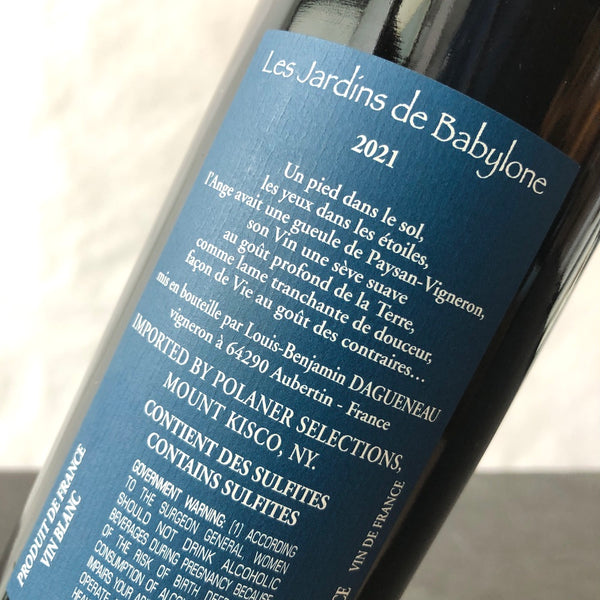 Les Jardins de Babylone
2021
Un pied dans le sol,
les yeux dans les étoiles,
l'Ange avait une gueule de Paysan-Vigneron,
son Vin une sève suave
au goût profond de la Terre,
comme lame tranchante de douceur,
façon de Vie au goût des contraires...
mis en bouteille par Louis-Benjamin DAGUENEAU
vigneron à 64290 Aubertin - France
IMPORTED BY POLANER SELECTIONS,
MOUNT KISCO, NY.
CONTIENT DES SULFITES
CONTAINS SULFITES
GOVERNMENT WARNING: (1) ACCORDING
TO THE SURGEON GENERAL WOMEN
SHOULD NOT DRINK ALCOHOLIC
BEVERAGES DURING PREGNANCY BECAUSE
OF THE RISK OF BIRTH
CONSUMPTION OF
IMPAIRS YOUR
OPERATE
PRODUIT DE FRANCE
VIN BLANC
VIN DE FRANCE